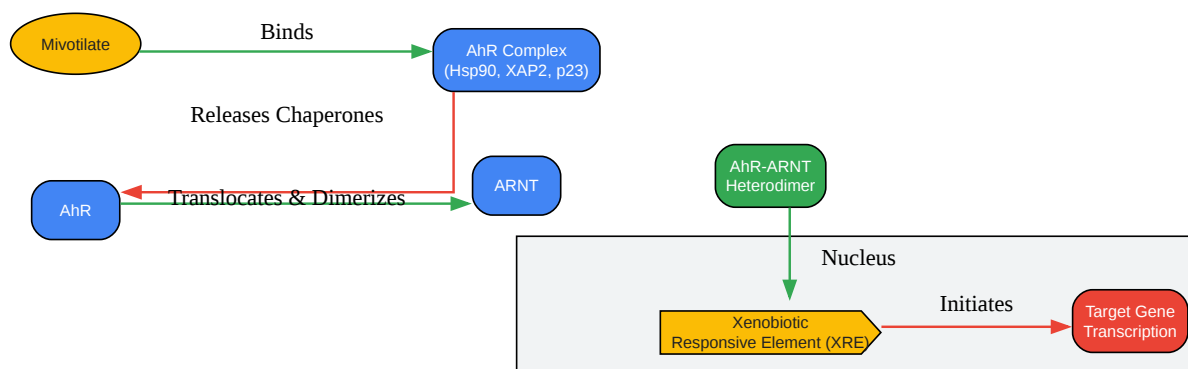 Mivotilate
Binds
AhR Complex
(Hsp90, XAP2, p23)
Releases Chaperones
AhR
Translocates & Dimerizes
ARNT
AhR-ARNT
Heterodimer
Nucleus
Xenobiotic
Responsive Element (XRE)
Initiates
Target Gene
Transcription